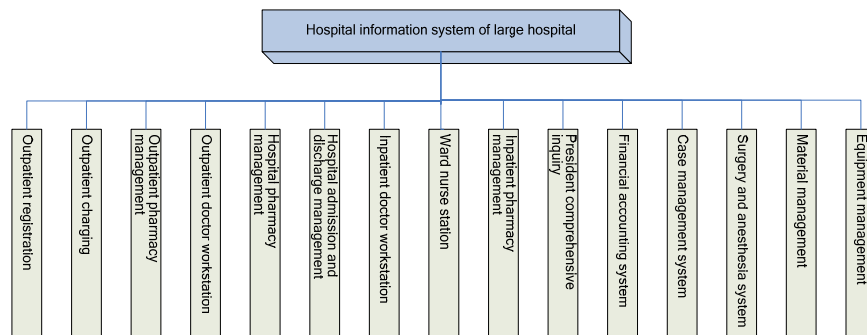 Hospital information system of large hospital
Outpatient registration
Outpatient charging
Outpatient pharmacy
management
Outpatient doctor workstation
Hospital pharmacy
management
Hospital admission and
dlscharge management
Inpatient doctor workstation
Ward nurse station
Inpatient pharmacy
management
President comprehensive
inquiry
Financial accounting system
Case management system
Surgery and anesthesia system
Material management
Equipment management